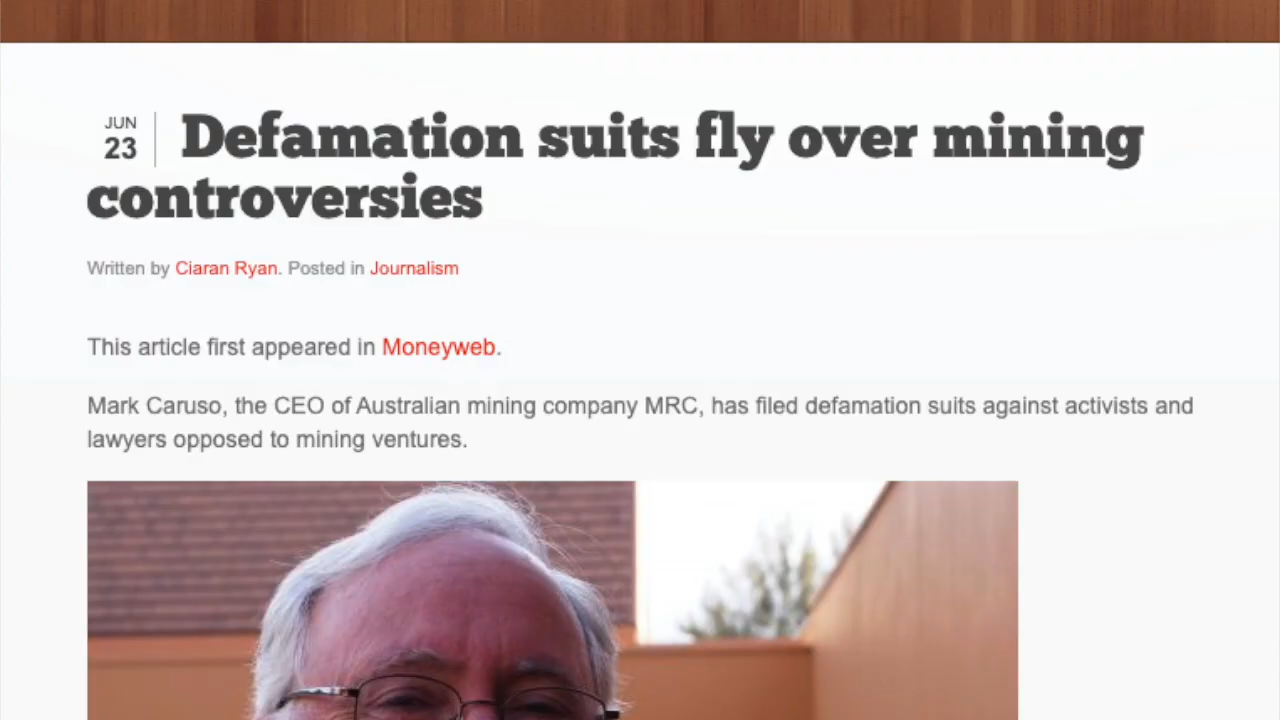 JUN
23
Defamation suits fly over mining
controversies
Written by Ciaran Ryan. Posted in Journalism
This article first appeared in Moneyweb.
Mark Caruso, the CEO of Australian mining company MRC, has filed defamation suits against activists and
lawyers opposed to mining ventures.